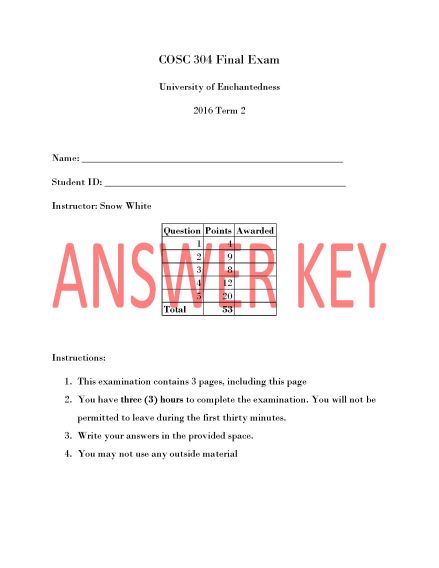 COSC 304 Final Exam
University of Enchantedness
2016 Term 2
Name: ____________________________________________________
Student ID: ________________________________________________
Instructor: Snow White
Question Points Awarded
1 4
2 9
3 8
4 12
5 20
Total 53
ANSWER KEY
Instructions:
1. This examination contains 3 pages, including this page
2. You have three (3) hours to complete the examination. You will not be
permitted to leave during the first thirty minutes.
3. Write your answers in the provided space.
4. You may not use any outside material